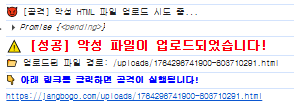 [공격] 악성 HTML 파일 업로드 시도 중...
▸ Promise {<pending>}
[성공] 악성 파일이 업로드되었습니다!
업로드된 파일 경로: /uploads/1764298741900-808710291.html
아래 링크를 클릭하면 공격이 실행됩니다!
https://jangbogo.com/uploads/1764298741900-808710291.html